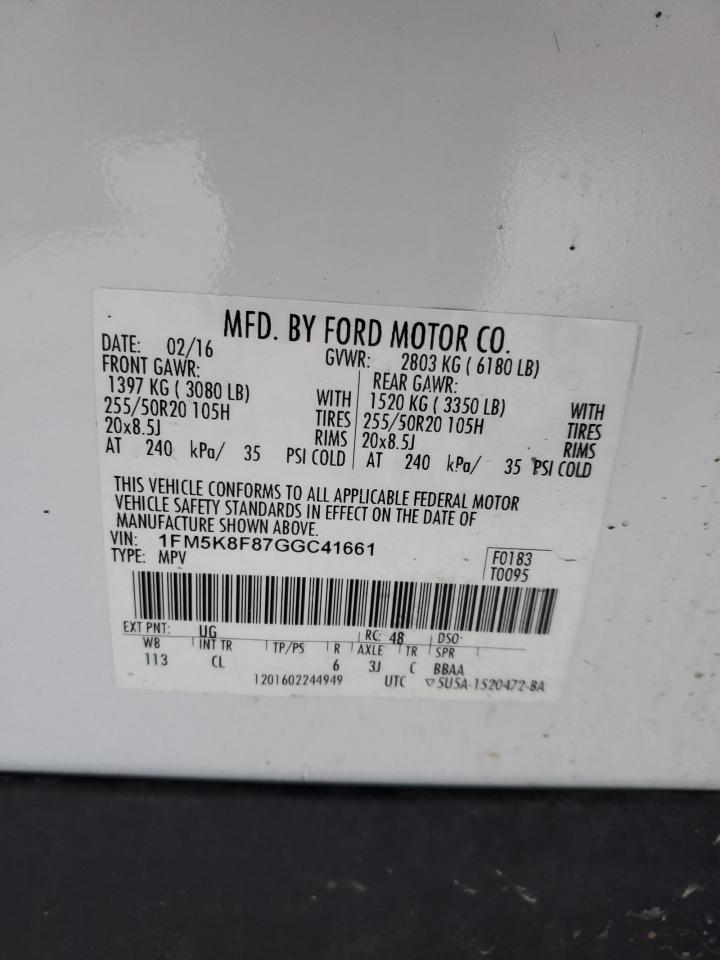 MFD. BY FORD MOTOR CO.
DATE: 02/16 GVWR: 2803 KG ( 6180 LB)
FRONT GAWR: REAR GAWR:
1397 KG ( 3080 LB) WITH 1520 KG ( 3350 LB) WITH
255/50R20 105H TIRES 255/50R20 105H TIRES
20x8.5J RIMS 20x8.5J RIMS
AT 240 kPa/ 35 PSI COLD AT 240 kPa/ 35 PSI COLD
THIS VEHICLE CONFORMS TO ALL APPLICABLE FEDERAL MOTOR
VEHICLE SAFETY STANDARDS IN EFFECT ON THE DATE OF
MANUFACTURE SHOWN ABOVE.
VIN: 1FM5K8F87GGC41661
TYPE: MPV
F0183
T0095
EXT PNT: UG RC: 48 DSO:
WB INT TR TP/PS R AXLE TR SPR
113 CL 6 3J C BBAA
1201602244949 UTC ▽5U5A-1520472-BA